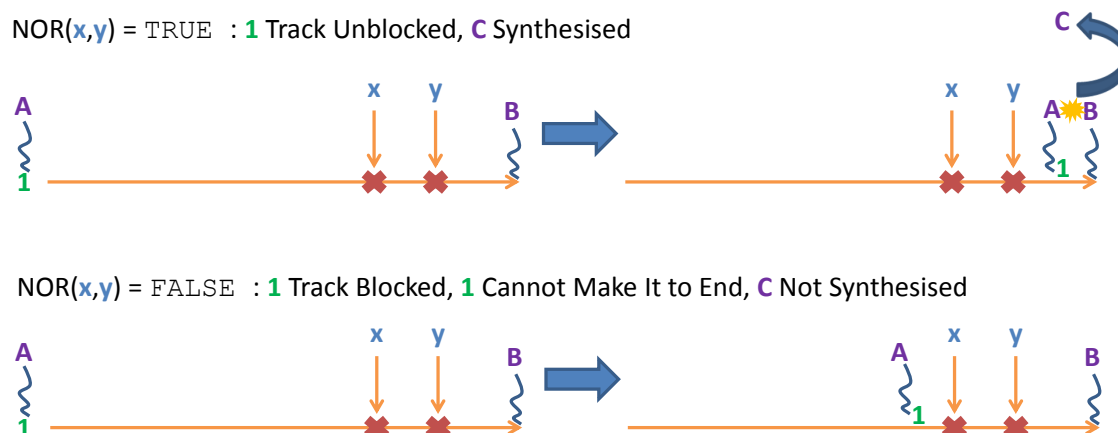 NOR(x,y) = TRUE : 1 Track Unblocked, C Synthesised
C
x y x y
A B A B
1 1
NOR(x,y) = FALSE : 1 Track Blocked, 1 Cannot Make It to End, C Not Synthesised
x y x y
A B A B
1 1